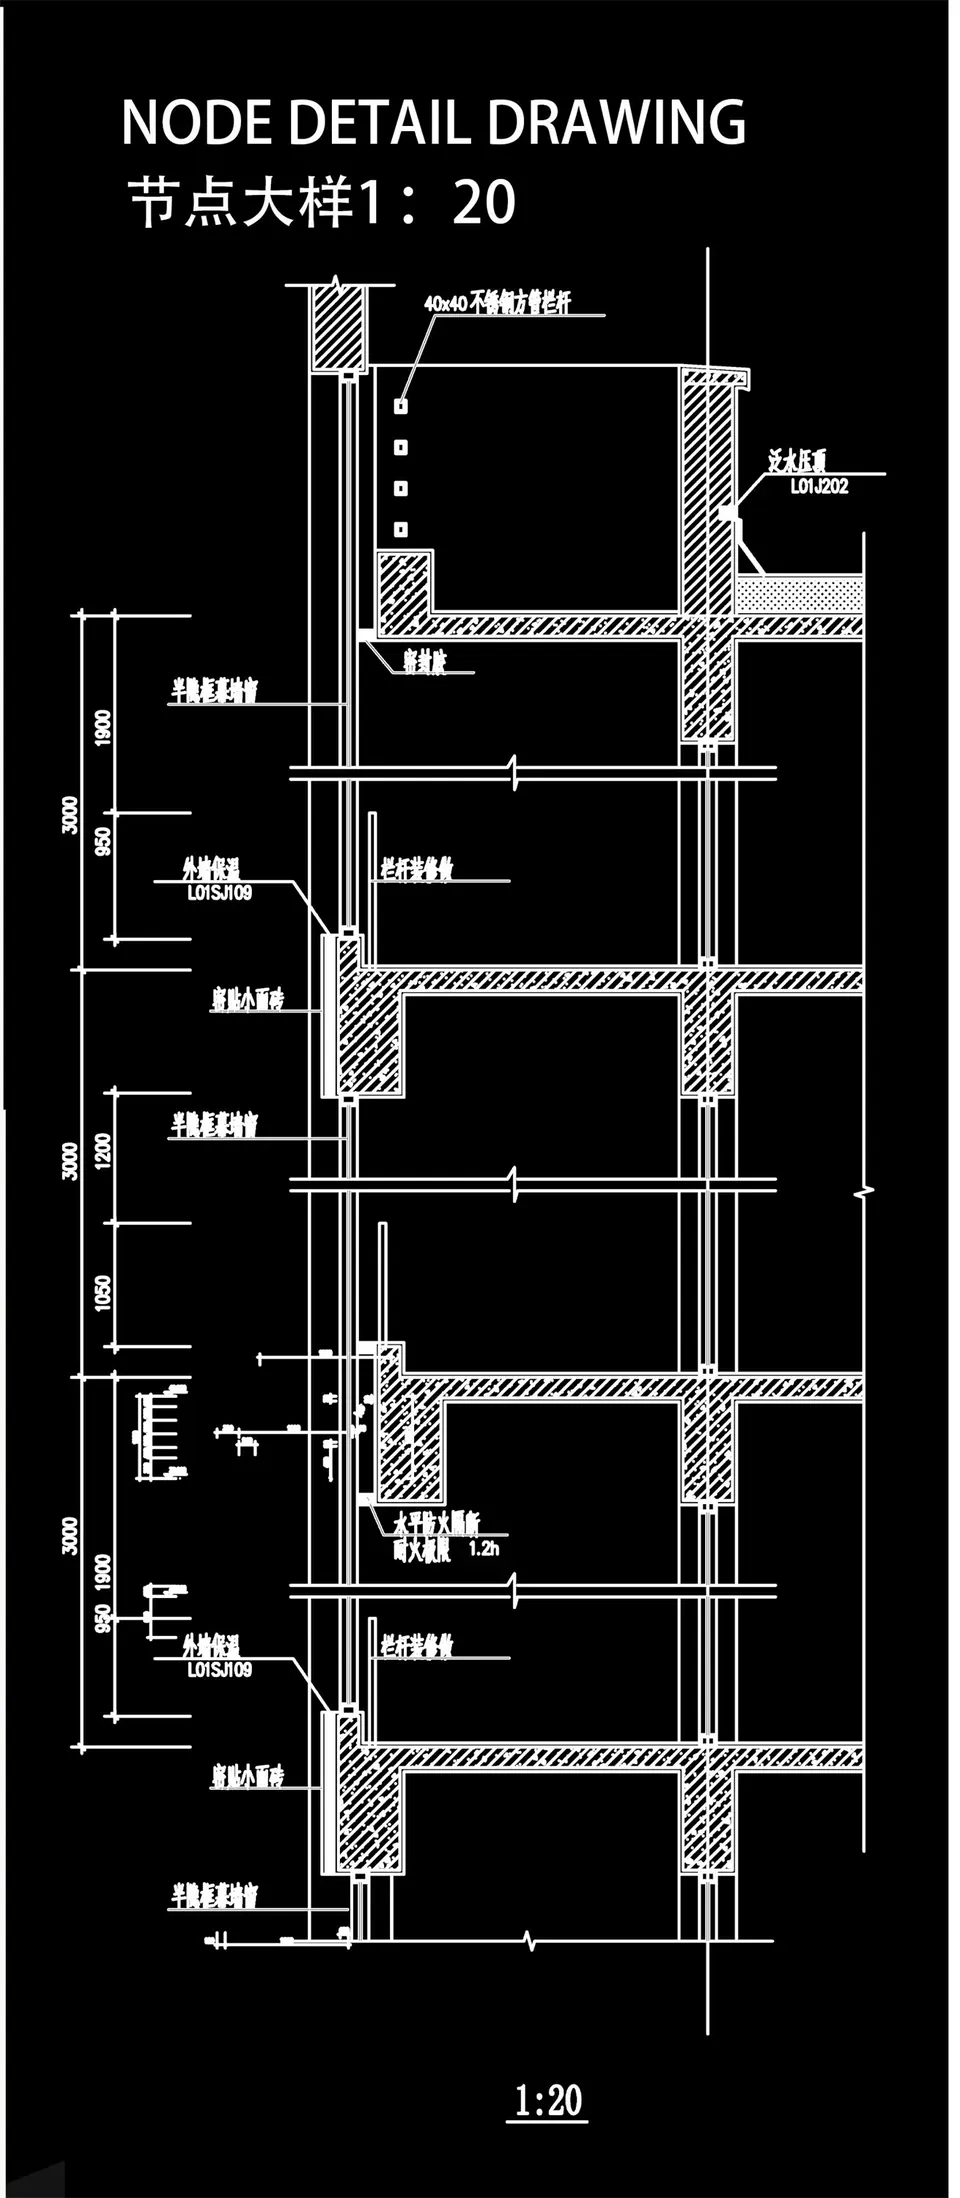 NODE DETAIL DRAWING
节点大样1：20
40x40 不锈钢方管栏杆
泛水压顶
L01J202
密封胶
半隐框幕墙窗
1900
3000
950
外墙保温
L01SJ109
栏杆装修做
密贴小面砖
半隐框幕墙窗
1200
3000
1050
水平防火隔断
耐火极限 1.2h
3000
1900
950
外墙保温
L01SJ109
栏杆装修做
密贴小面砖
半隐框幕墙窗
1:20